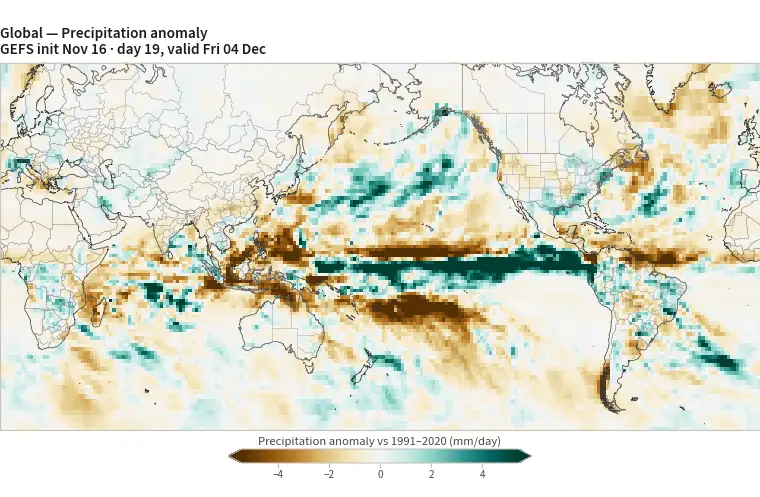 Global — Precipitation anomaly
GEFS init Nov 16 · day 19, valid Fri 04 Dec
Precipitation anomaly vs 1991–2020 (mm/day)
−4 −2 0 2 4